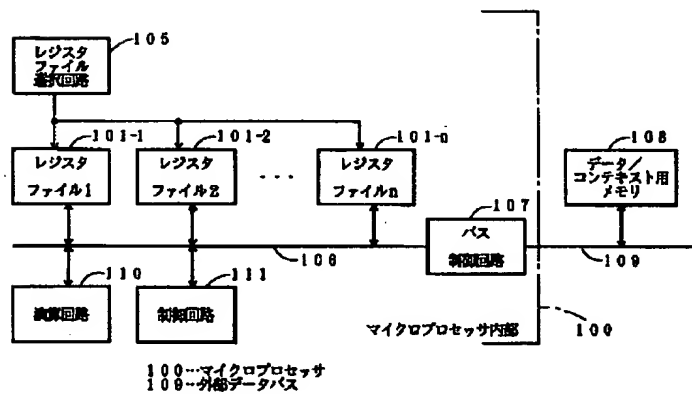 105
レジスタ
ファイル
選択回路
101-1
101-2
101-n
レジスタ
ファイル1
レジスタ
ファイル2
...
レジスタ
ファイルn
108
データ/
コンテキスト用
メモリ
107
バス
制御回路
106
109
110
演算回路
111
制御回路
マイクロプロセッサ内部
100
100…マイクロプロセッサ
109…外部データバス